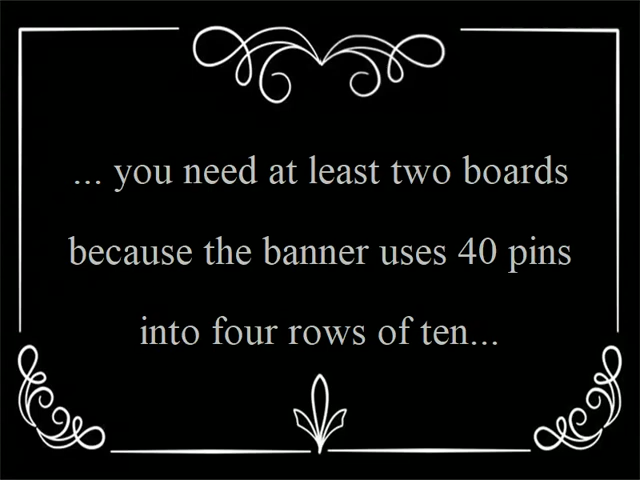 ... you need at least two boards
because the banner uses 40 pins
into four rows of ten...